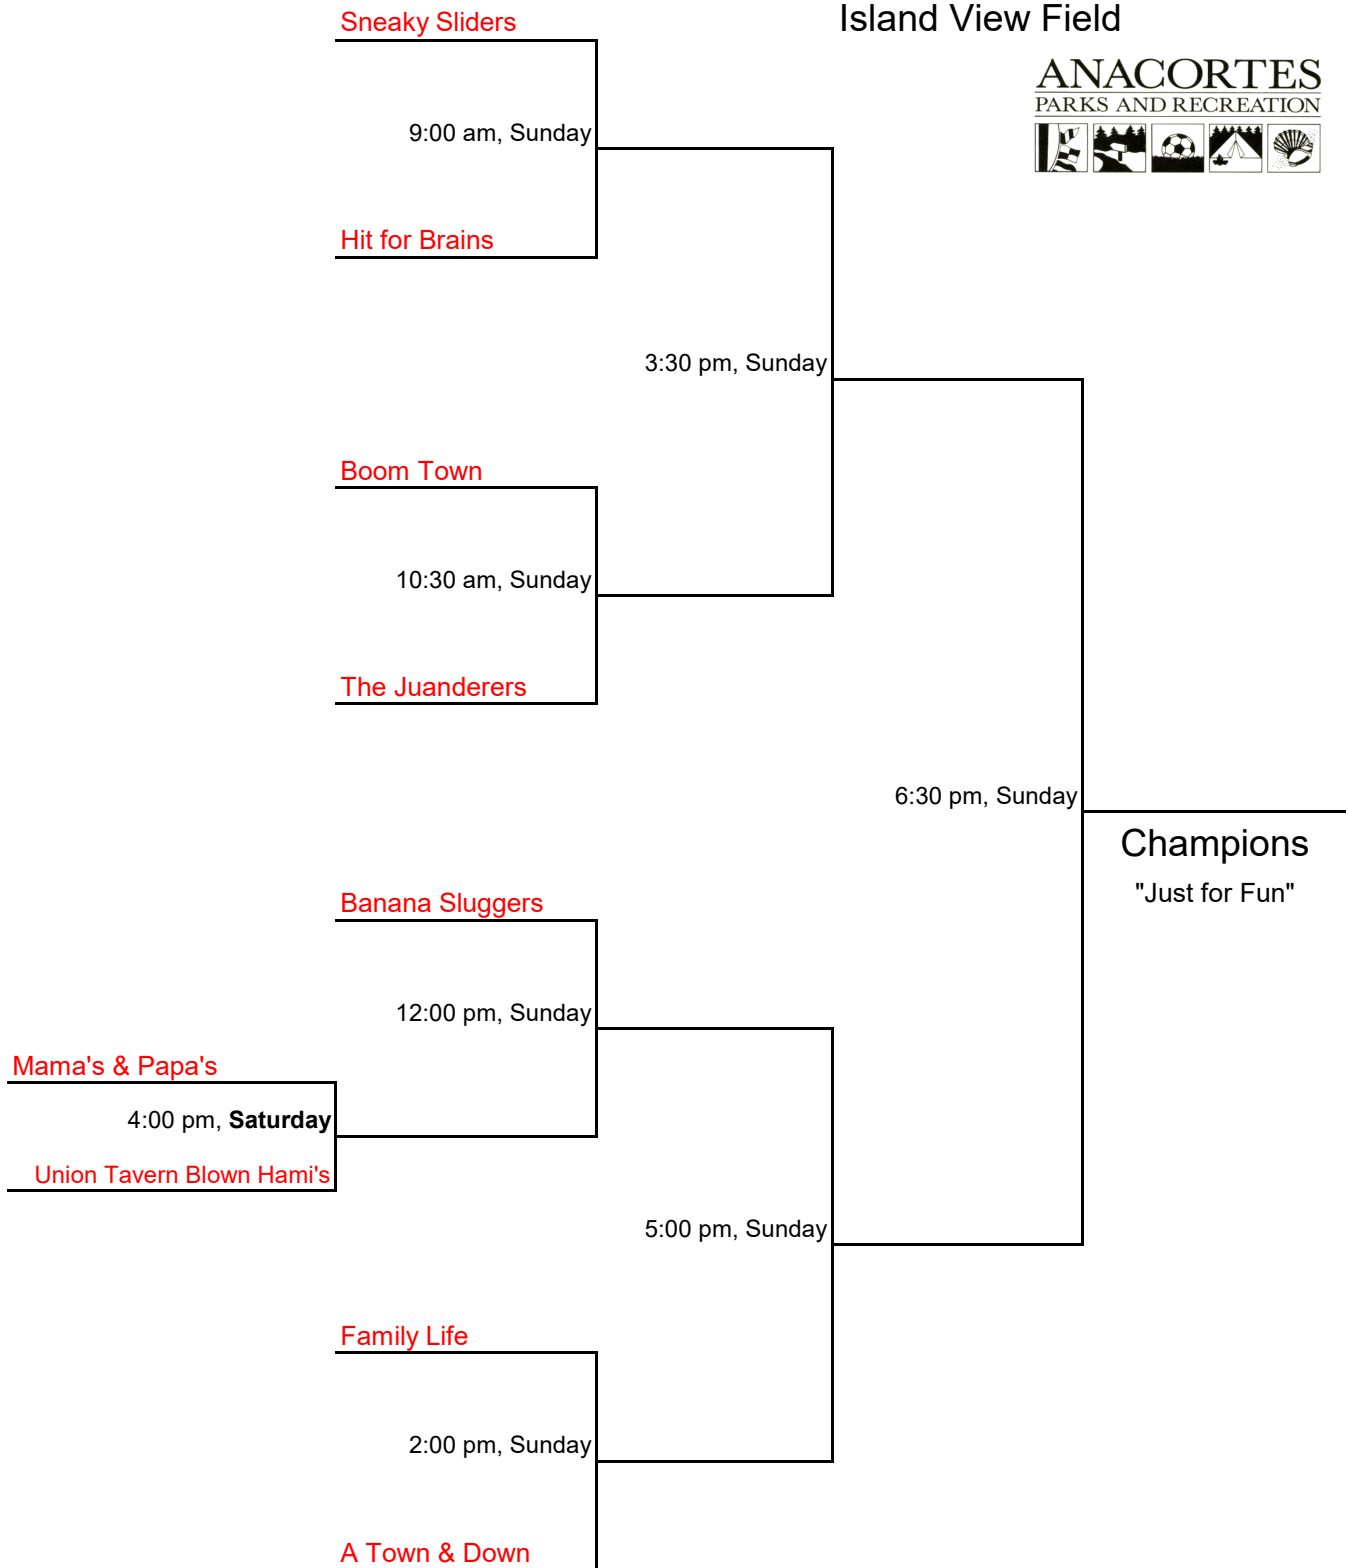 Sneaky Sliders
Island View Field
ANACORTES
PARKS AND RECREATION
9:00 am, Sunday
Hit for Brains
3:30 pm, Sunday
Boom Town
10:30 am, Sunday
The Juanderers
6:30 pm, Sunday
Champions
"Just for Fun"
Banana Sluggers
12:00 pm, Sunday
Mama's & Papa's
4:00 pm, Saturday
Union Tavern Blown Hami's
5:00 pm, Sunday
Family Life
2:00 pm, Sunday
A Town & Down